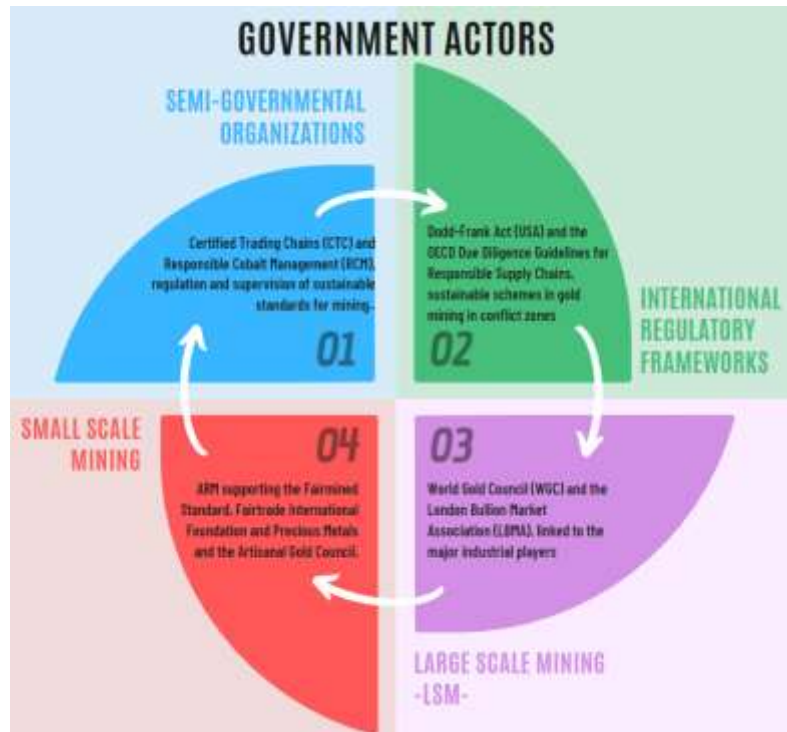 GOVERNMENT ACTORS
SEMI-GOVERNMENTAL
ORGANIZATIONS
Certified Trading Chains (CTC) and
Responsible Cobalt Management (RCM),
regulation and supervision of sustainable
standards for mining.
01
Dodd-Frank Act (USA) and the
OECD Due Diligence Guidelines for
Responsible Supply Chains,
sustainable schemes in gold
mining in conflict zones
02
INTERNATIONAL
REGULATORY
FRAMEWORKS
03
World Gold Council (WGC) and the
London Bullion Market
Association (LBMA), linked to the
major industrial players
LARGE SCALE MINING
-LSM-
SMALL SCALE
MINING
04
ARM supporting the Fairmined
Standard, Fairtrade International
Foundation and Precious Metals
and the Artisanal Gold Council.